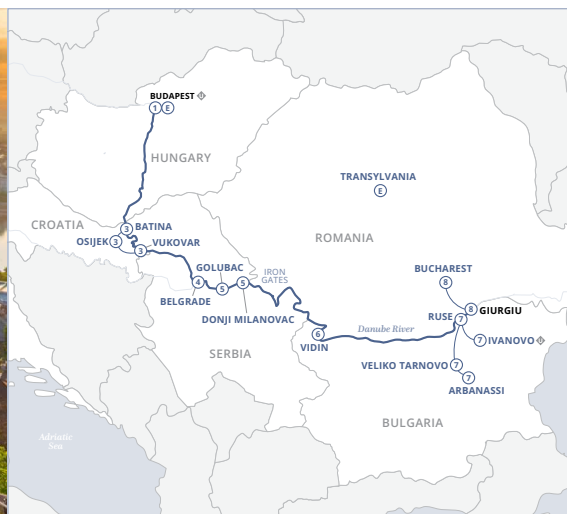 BUDAPEST
1 E
HUNGARY
TRANSYLVANIA
E
CROATIA
3 BATINA
OSIJEK 3
3 VUKOVAR
ROMANIA
GOLUBAC
IRON
GATES
BUCHAREST
8
4
5
5
BELGRADE
DONJI MILANOVAC
8 GIURGIU
RUSE 7
Danube River
6
VIDIN
7 IVANOVO
SERBIA
VELIKO TARNOVO 7
7
ARBANASSI
BULGARIA
Adriatic
Sea